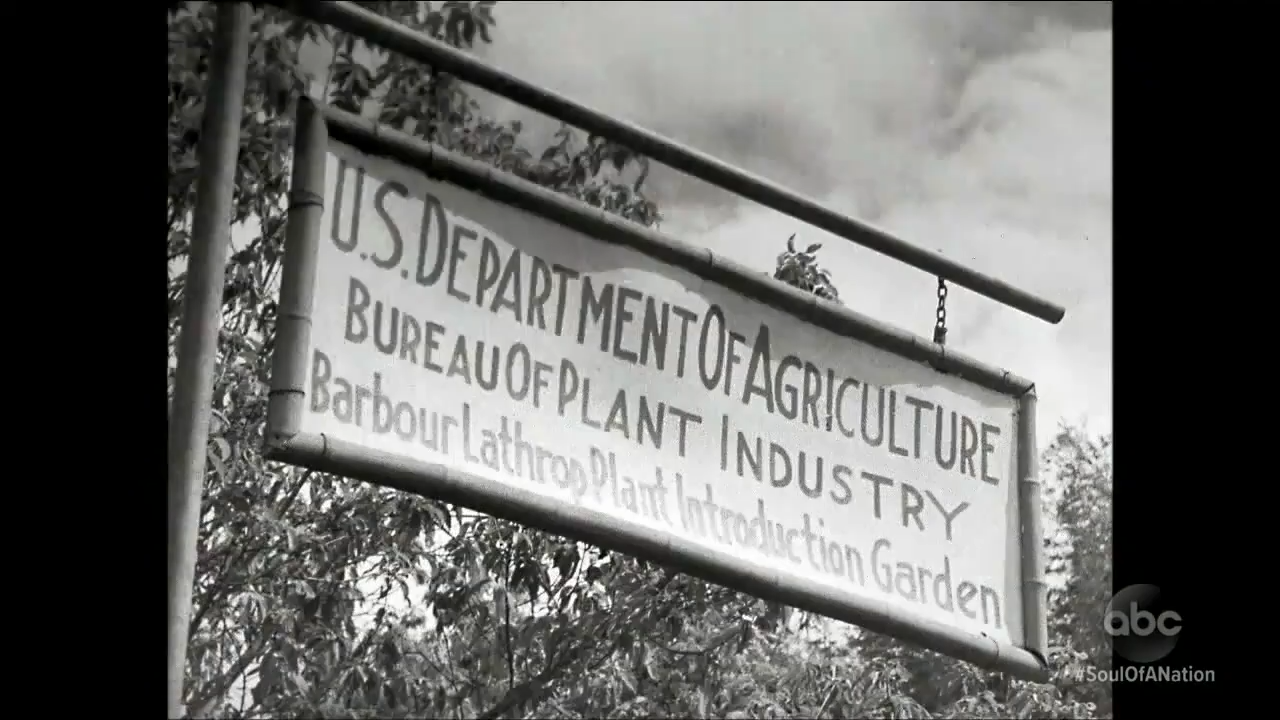 U.S. DEPARTMENT OF AGRICULTURE
BUREAU OF PLANT INDUSTRY
Barbour Lathrop Plant Introduction Garden
abc
#SoulOfANation